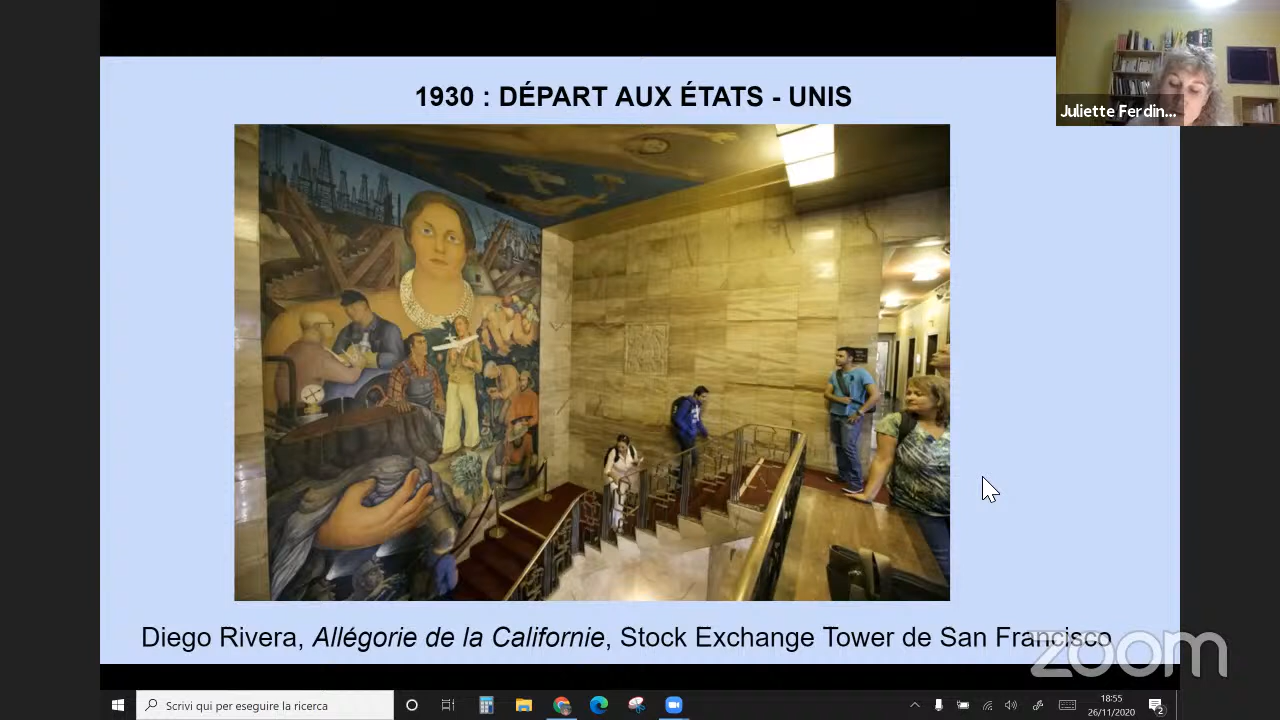 1930 : DÉPART AUX ÉTATS - UNIS
Juliette Ferdin...
Diego Rivera, Allégorie de la Californie, Stock Exchange Tower de San Francisco
zoom
Scrivi qui per eseguire la ricerca
18:55
26/11/2020
2